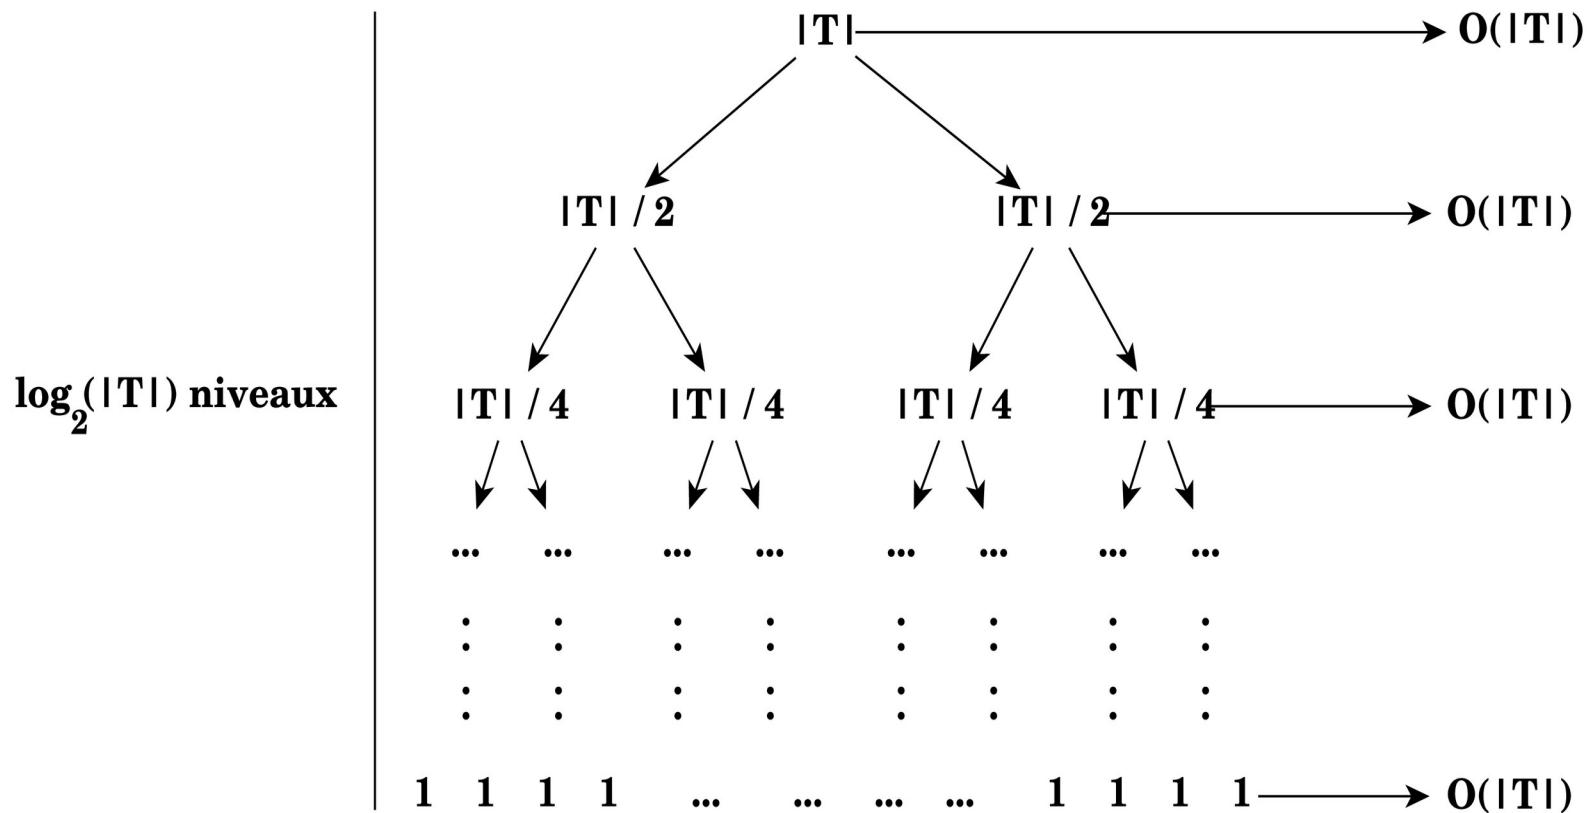 |T| O(|T|)
|T| / 2 |T| / 2 O(|T|)
log2(|T|) niveaux
|T| / 4 |T| / 4 |T| / 4 |T| / 4 O(|T|)
... ... ... ... ... ... ... ...
1 1 1 1 ... ... ... ... 1 1 1 1 O(|T|)